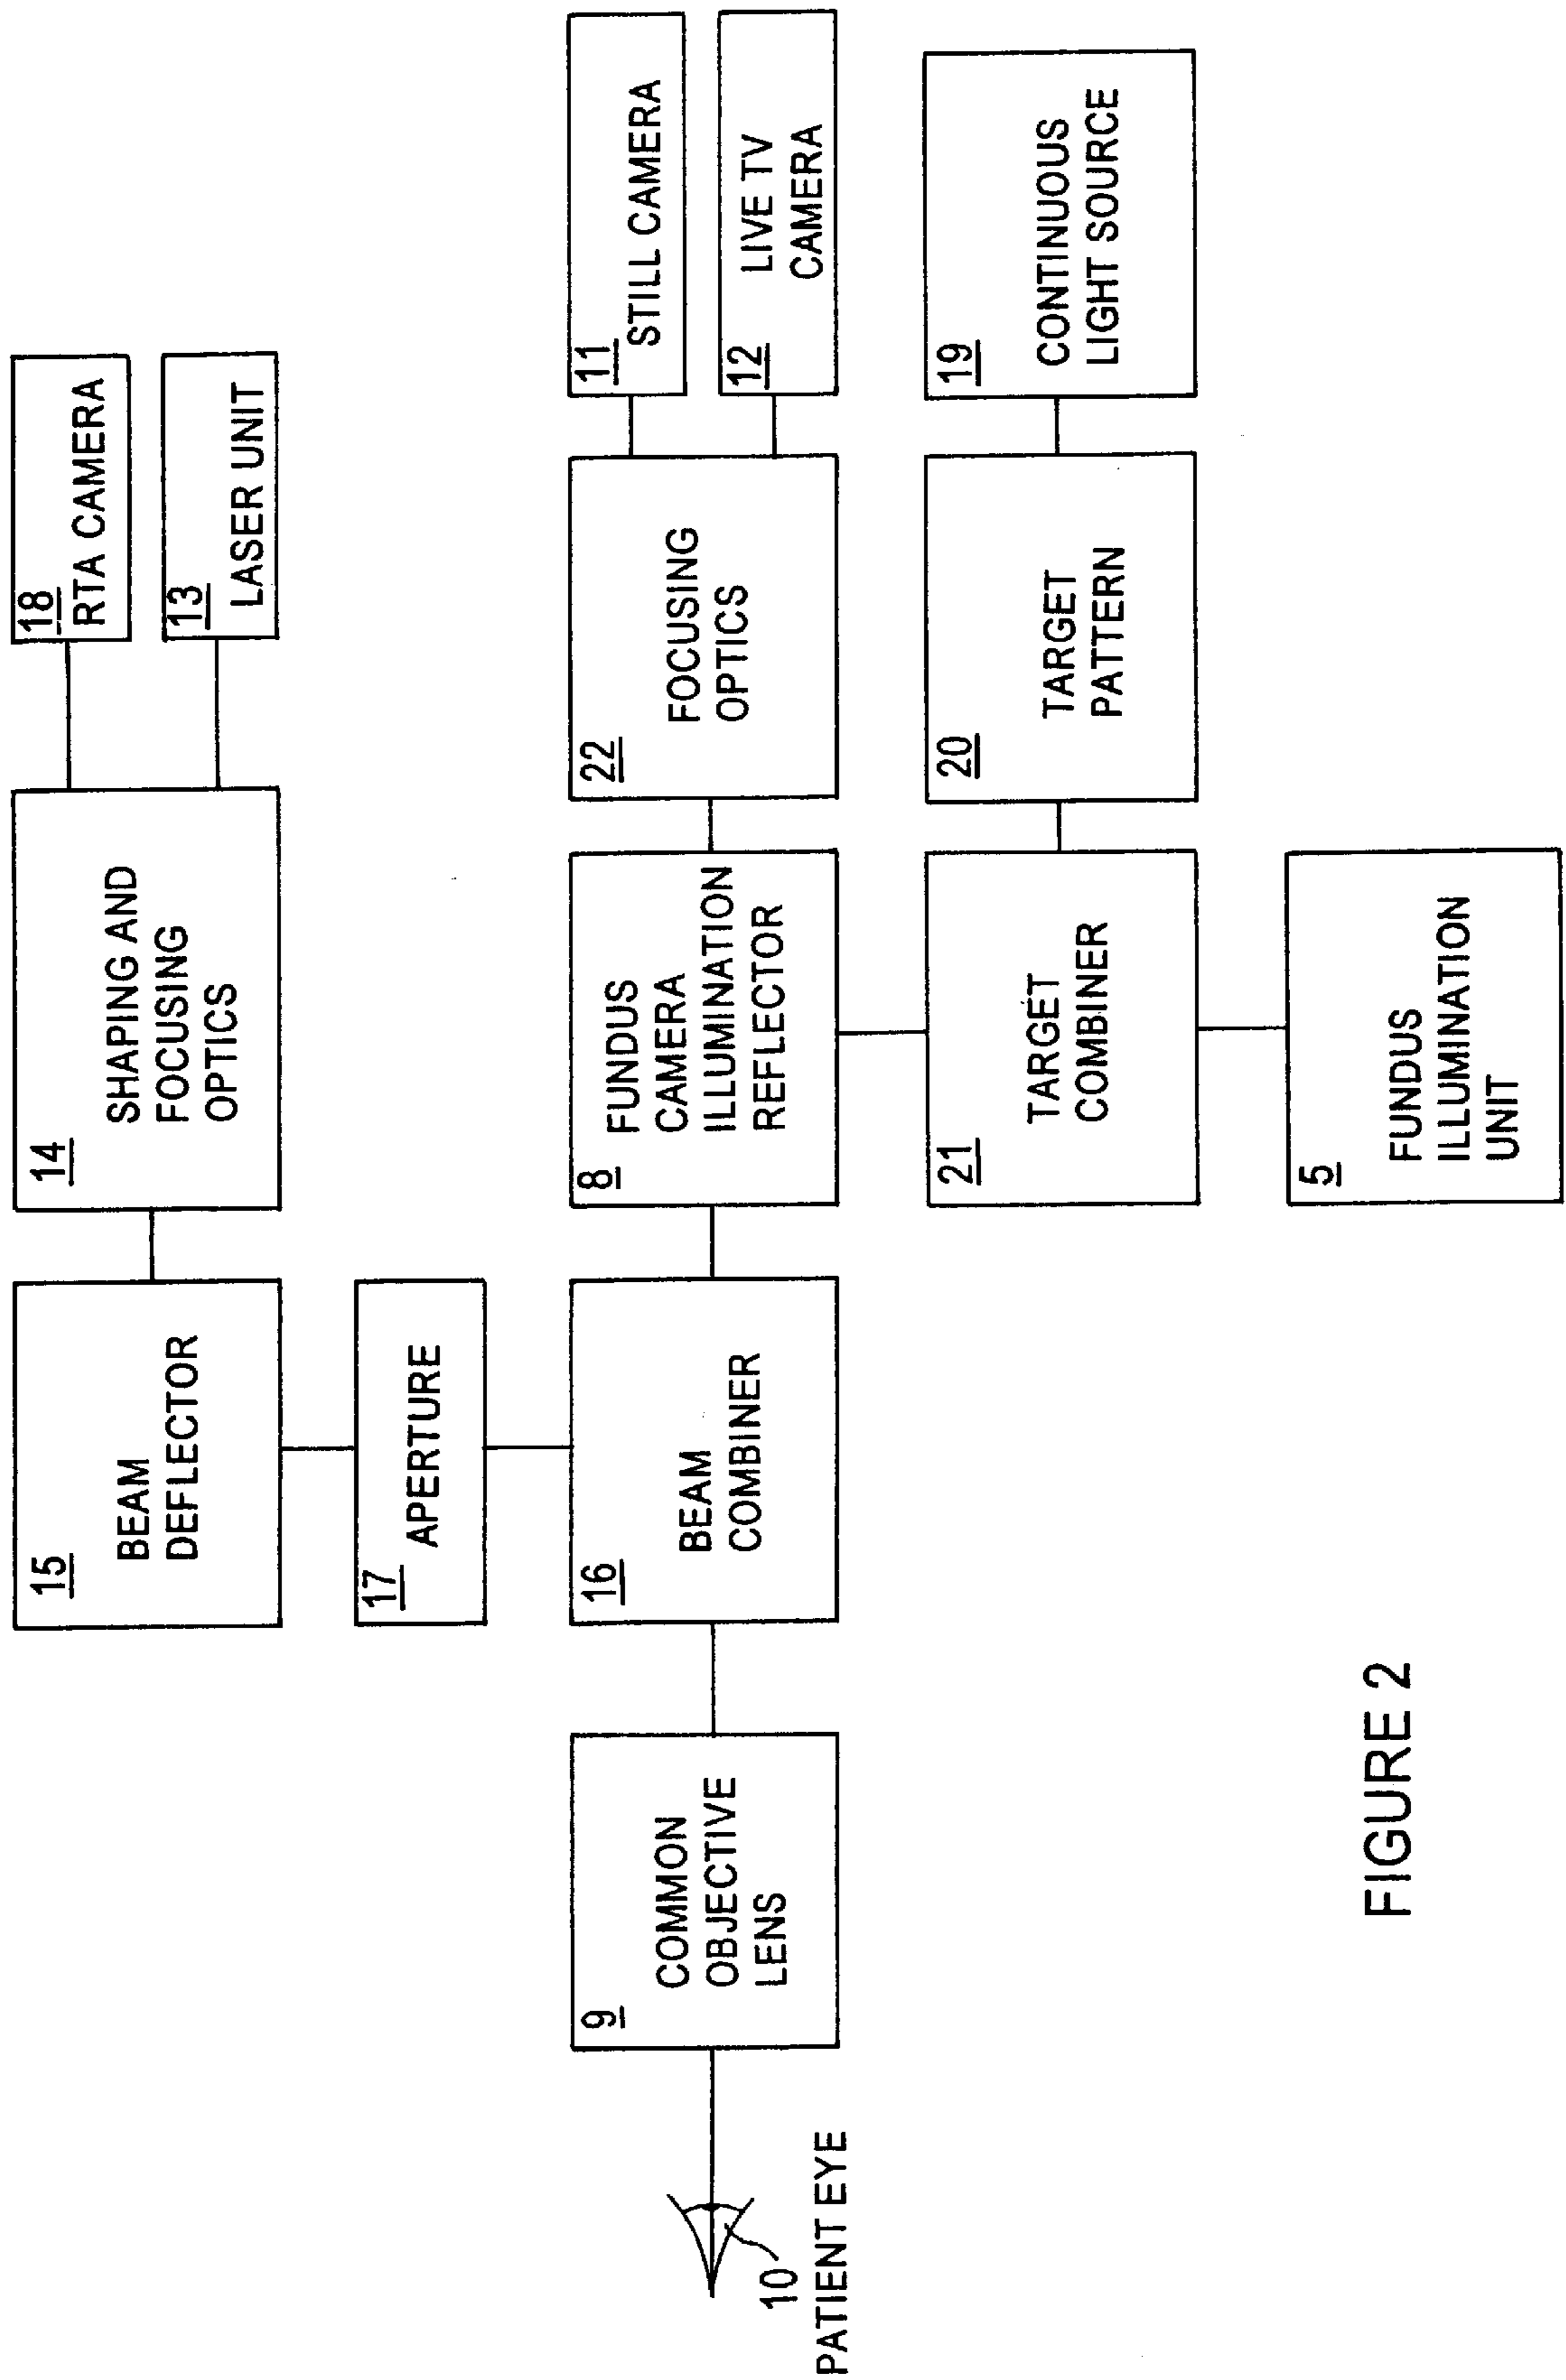 18
RTA CAMERA
13
LASER UNIT
14
SHAPING AND
FOCUSING
OPTICS
15
BEAM
DEFLECTOR
17
APERTURE
11
STILL CAMERA
12
LIVE TV
CAMERA
22
FOCUSING
OPTICS
8
FUNDUS
CAMERA
ILLUMINATION
REFLECTOR
16
BEAM
COMBINER
9
COMMON
OBJECTIVE
LENS
10
PATIENT EYE
19
CONTINUOUS
LIGHT SOURCE
20
TARGET
PATTERN
21
TARGET
COMBINER
5
FUNDUS
ILLUMINATION
UNIT
FIGURE 2